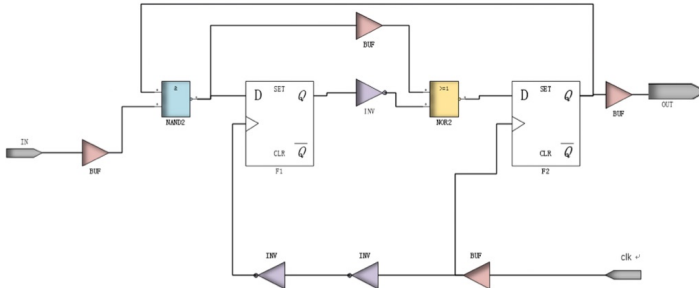 BUF
&
NAND2
IN
BUF
D
SET
Q
CLR
Q
F1
INV
>=1
NOR2
D
SET
Q
CLR
Q
F2
BUF
OUT
INV
INV
BUF
clk ↵